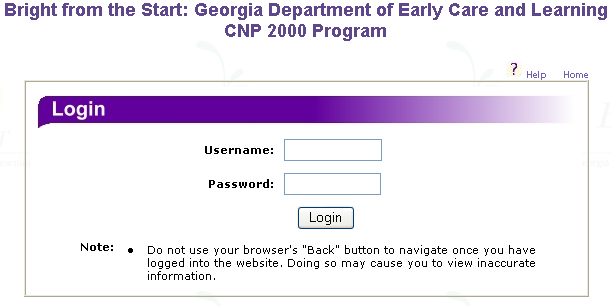 Bright from the Start: Georgia Department of Early Care and Learning
CNP 2000 Program
? Help Home
Login
Username:
Password:
Login
Note: • Do not use your browser's "Back" button to navigate once you have
logged into the website. Doing so may cause you to view inaccurate
information.